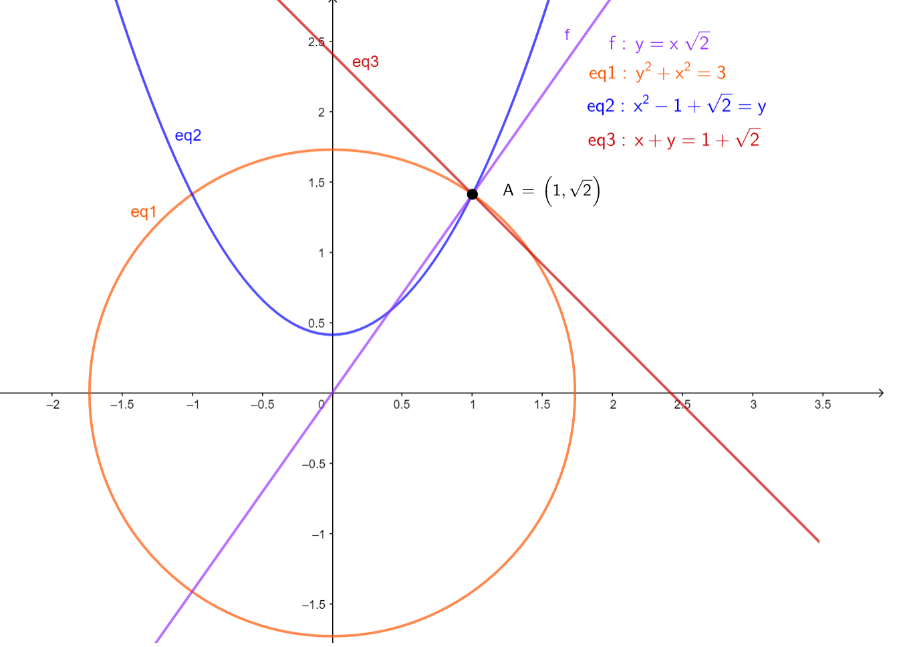 f
f : y = x √2
2.5
eq3
eq1 : y² + x² = 3
eq2 : x² − 1 + √2 = y
2
eq2
eq3 : x + y = 1 + √2
1.5
A = (1, √2)
eq1
1
0.5
−2 −1.5 −1 −0.5 0 0.5 1 1.5 2 2.5 3 3.5
−0.5
−1
−1.5